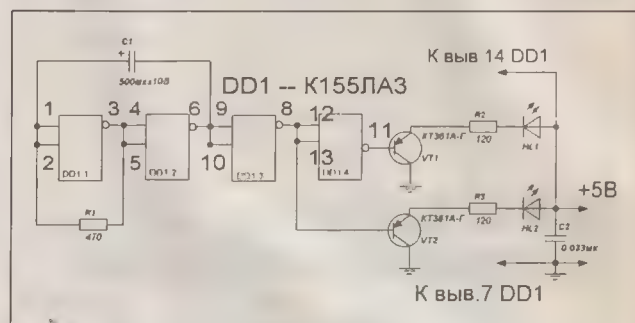 C1
500мкх10В
DD1 -- К155ЛА3
К выв 14 DD1
1 3 4 6 9 8 12
2 5 10 13 11
DD1.1
DD1.2
DD1.3
DD1.4
R1
470
КТ361А-Г
VT1
R2
120
HL1
+5В
КТ361А-Г
VT2
R3
120
HL2
C2
0.033мк
К выв.7 DD1